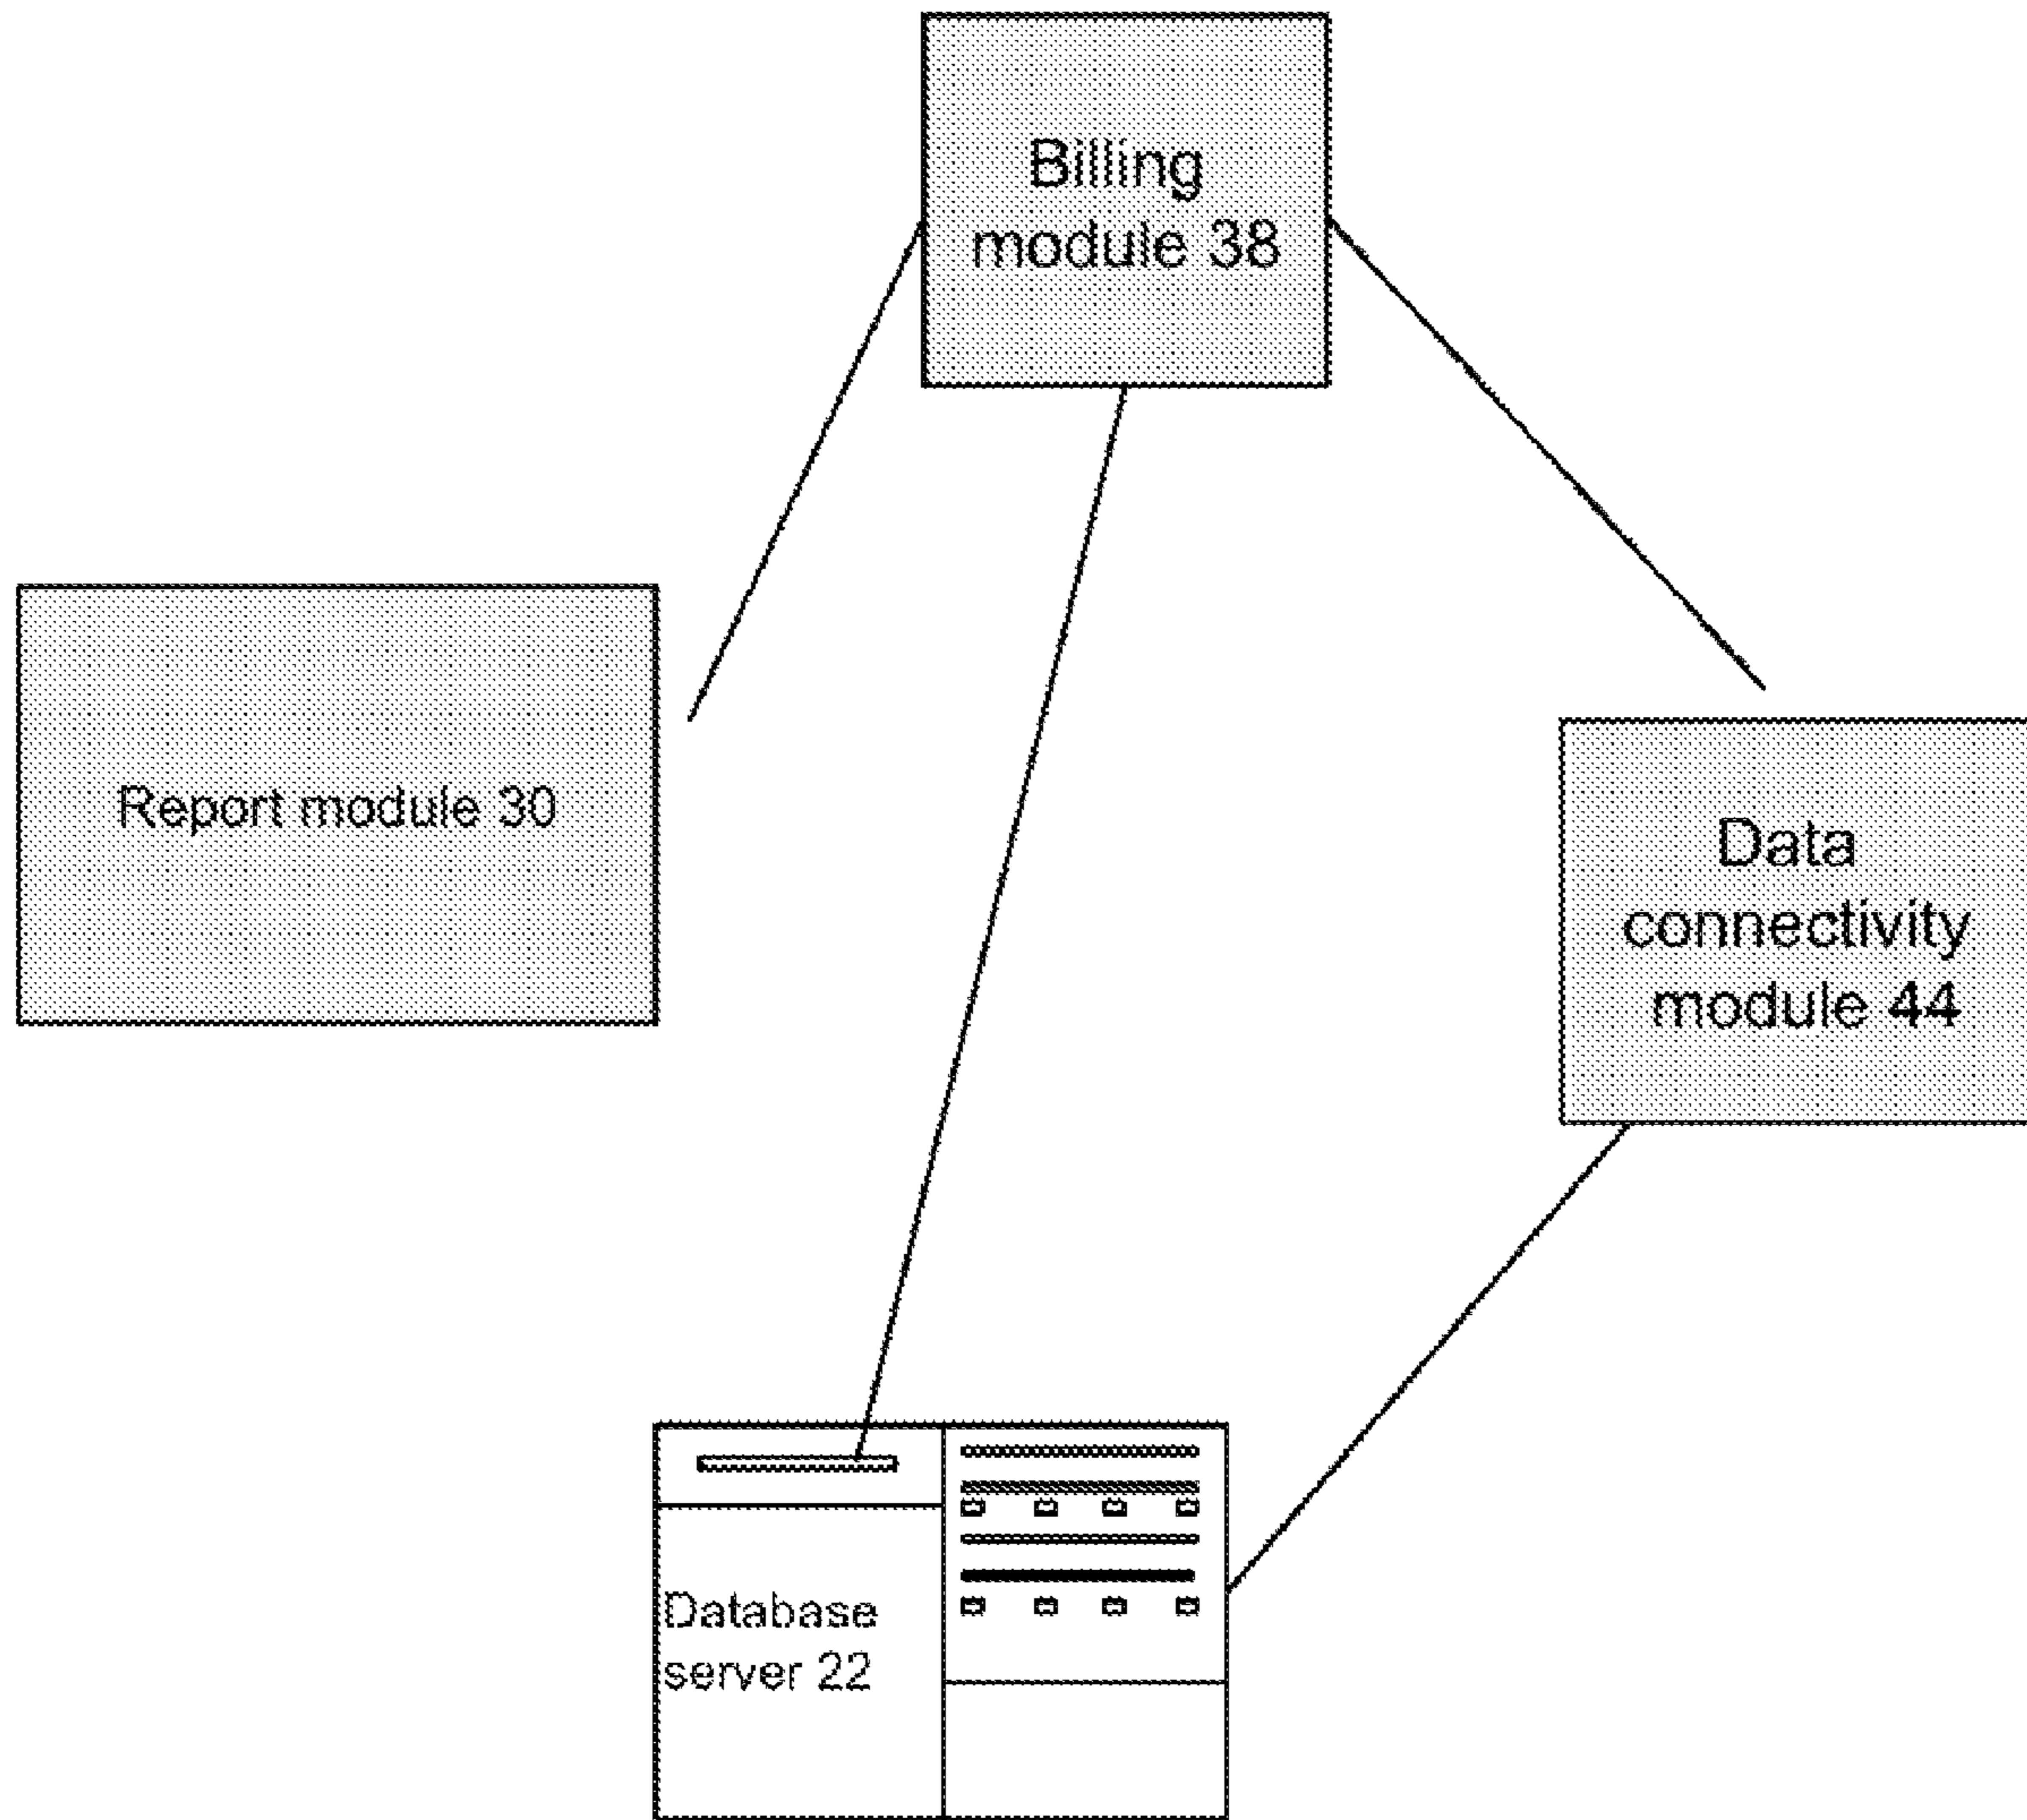 Billing
module 38
Report module 30
Data
connectivity
module 44
Database
server 22